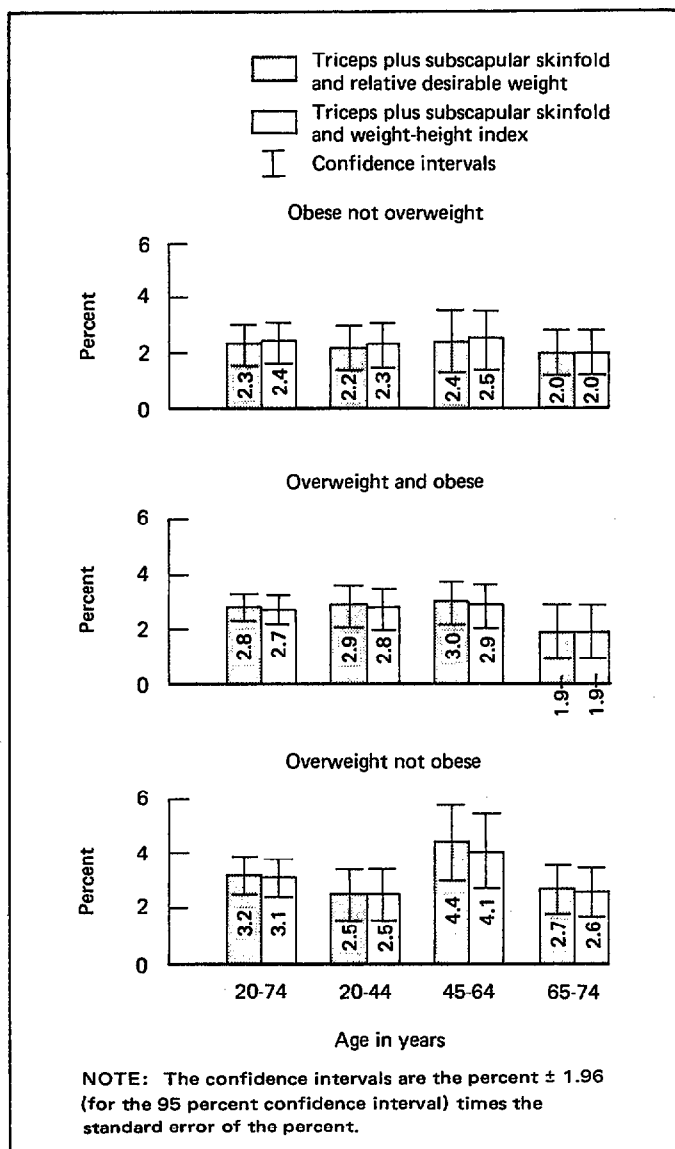 Triceps plus subscapular skinfold
and relative desirable weight
Triceps plus subscapular skinfold
and weight-height index
Confidence intervals
Obese not overweight
Percent
6
4
2
0
2.3 2.4 2.2 2.3 2.4 2.5 2.0 2.0
Overweight and obese
Percent
6
4
2
0
2.8 2.7 2.9 2.8 3.0 2.9 1.9 1.9
Overweight not obese
Percent
6
4
2
0
3.2 3.1 2.5 2.5 4.4 4.1 2.7 2.6
20-74 20-44 45-64 65-74
Age in years
NOTE: The confidence intervals are the percent ± 1.96
(for the 95 percent confidence interval) times the
standard error of the percent.